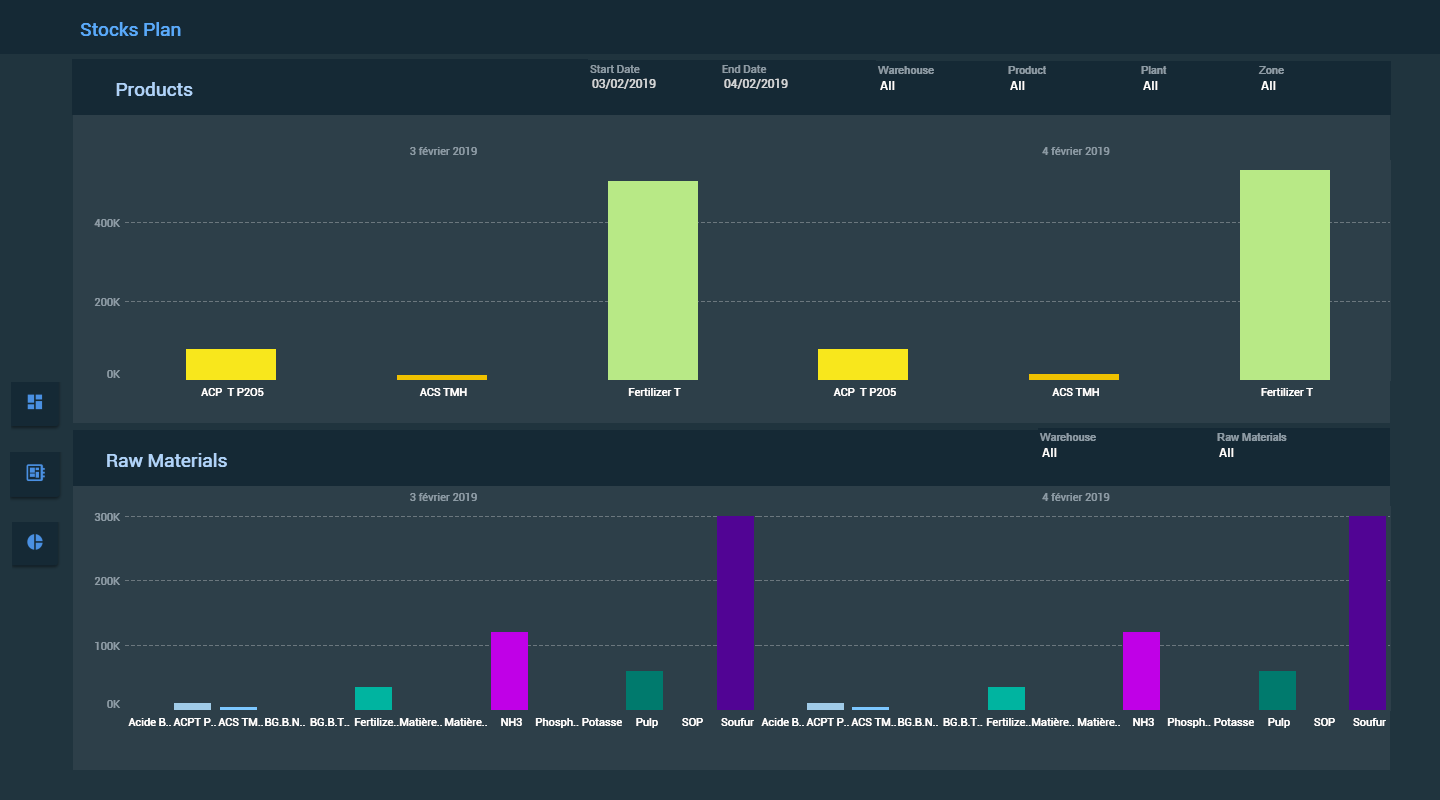 Stocks Plan
Products
Start Date
03/02/2019
End Date
04/02/2019
Warehouse
All
Product
All
Plant
All
Zone
All
3 février 2019
4 février 2019
400K
200K
0K
ACP T P2O5
ACS TMH
Fertilizer T
ACP T P2O5
ACS TMH
Fertilizer T
Raw Materials
Warehouse
All
Raw Materials
All
3 février 2019
4 février 2019
300K
200K
100K
0K
Acide B.. ACPT P.. ACS TM.. BG.B.N.. BG.B.T.. Fertilize.. Matière.. Matière.. NH3 Phosph.. Potasse Pulp SOP Soufur Acide B.. ACPT P.. ACS TM.. BG.B.N.. BG.B.T.. Fertilize.. Matière.. Matière.. NH3 Phosph.. Potasse Pulp SOP Soufur